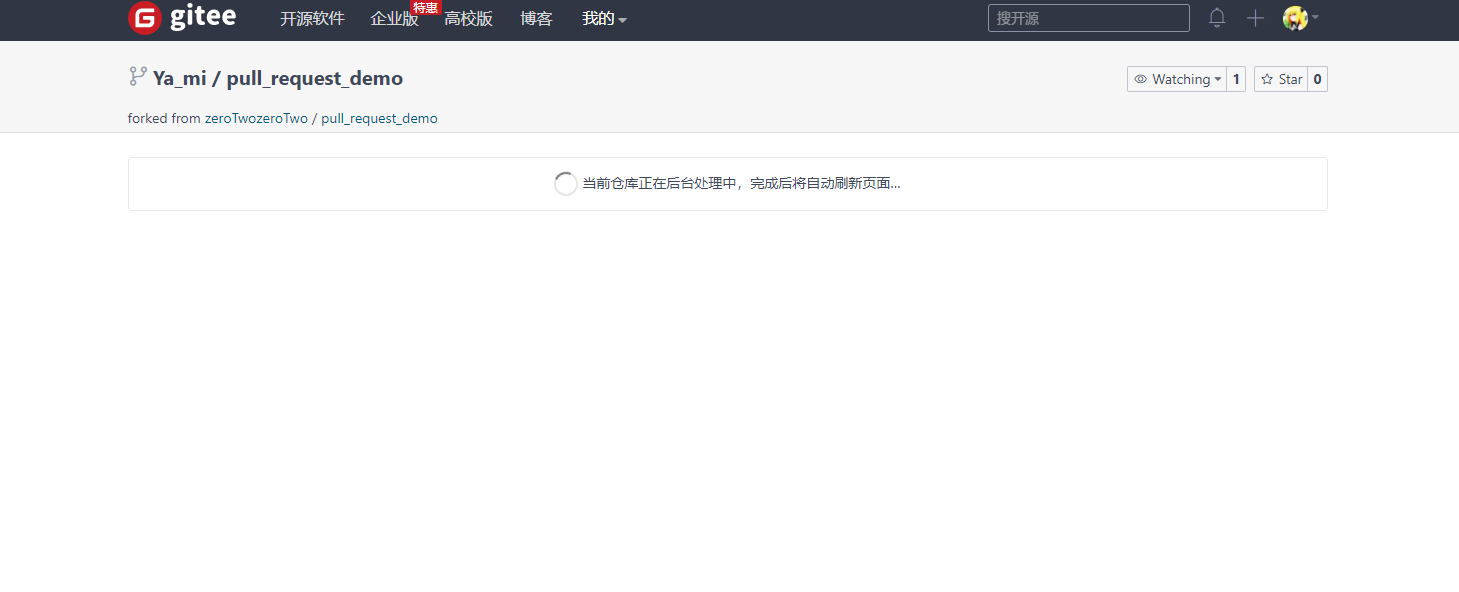 gitee 开源软件 企业版 特惠 高校版 博客 我的 搜开源
Ya_mi / pull_request_demo Watching 1 Star 0
forked from zeroTwozeroTwo / pull_request_demo
当前仓库正在后台处理中，完成后将自动刷新页面...